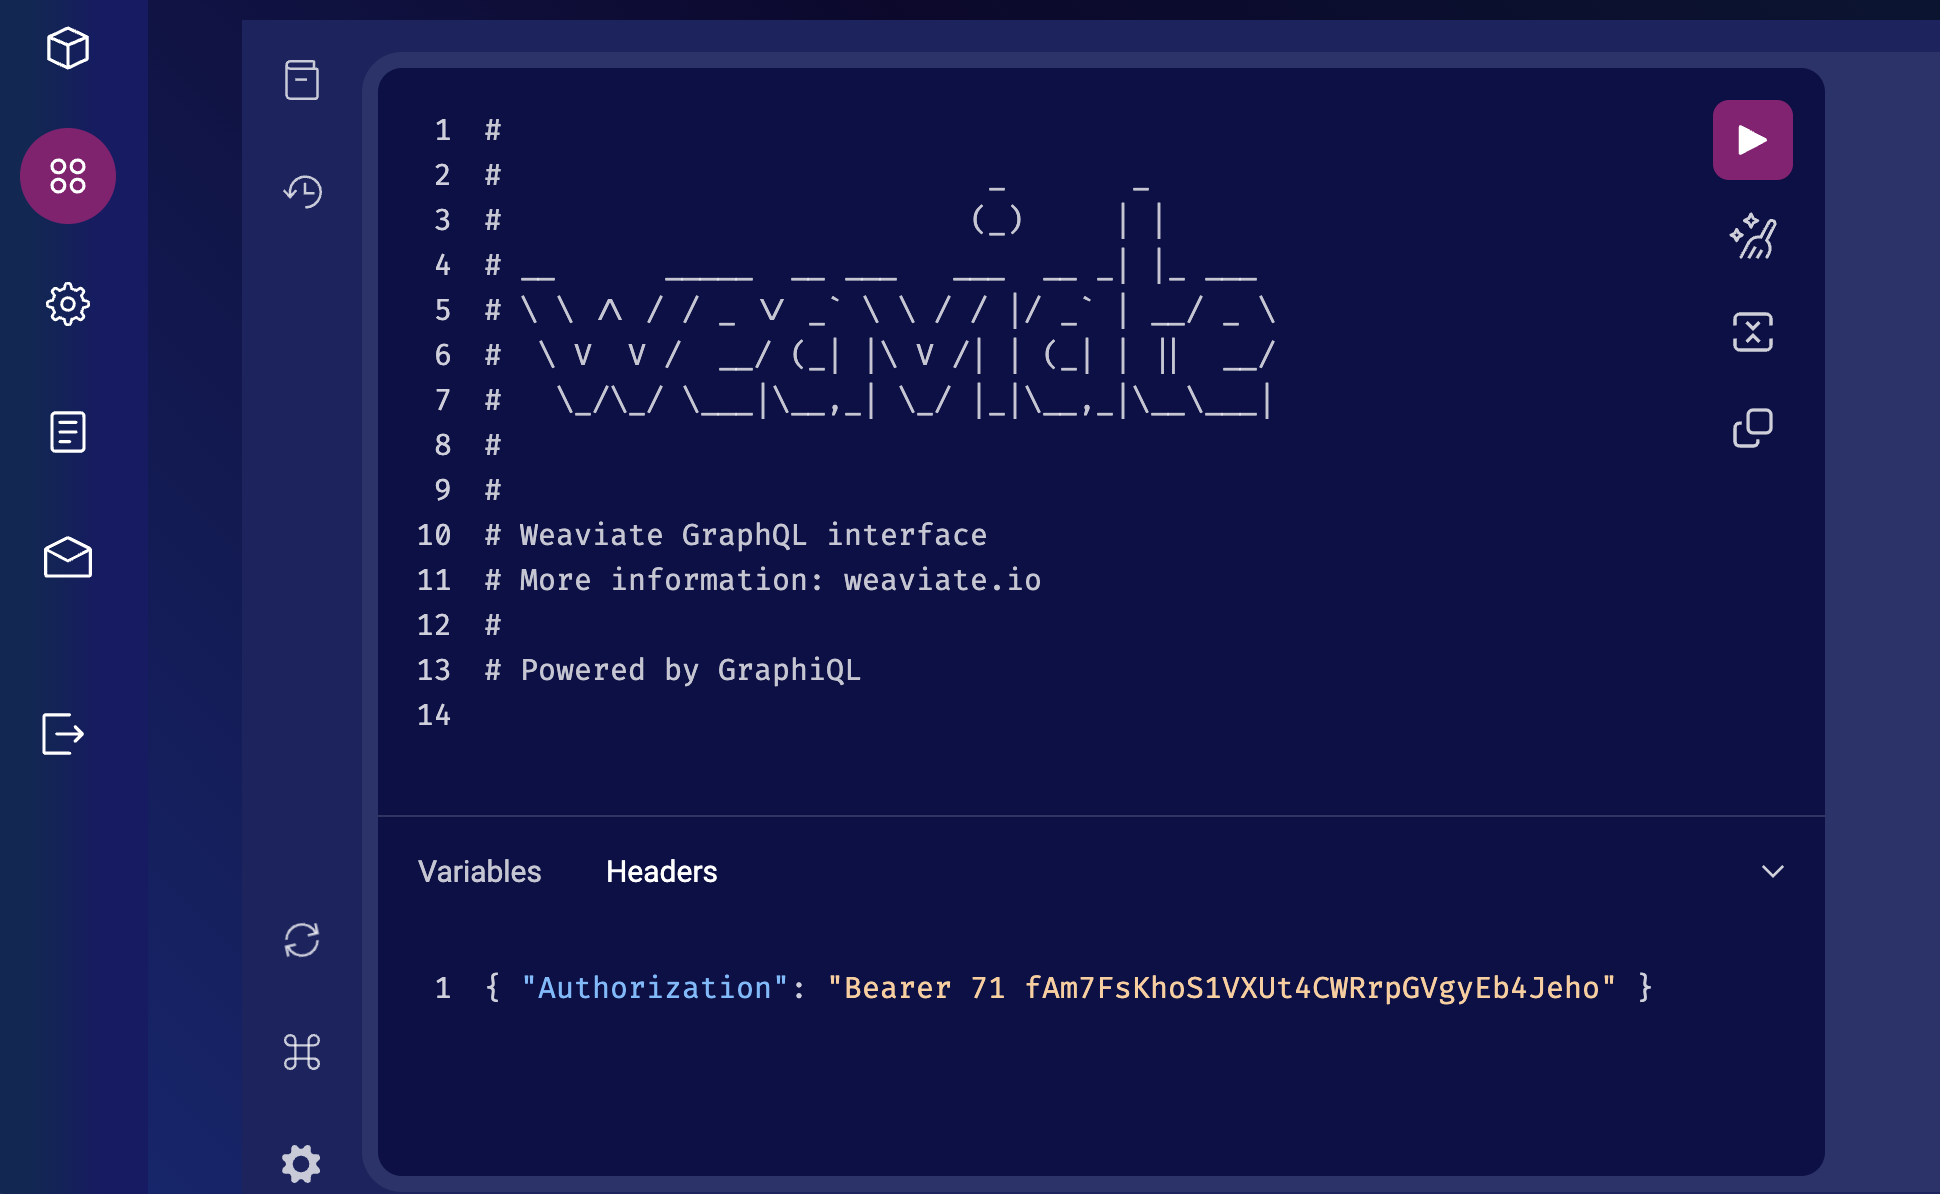 1 #
2 #                           _       _
3 #                          (_)     | |
4 # __      _____  __ ___   ___  __ _| |_ ___
5 # \ \ /\ / / _ \/ _` \ \ / / |/ _` | __/ _ \
6 #  \ V  V /  __/ (_| |\ V /| | (_| | ||  __/
7 #   \_/\_/ \___|\__,_| \_/ |_|\__,_|\__\___|
8 #
9 #
10 # Weaviate GraphQL interface
11 # More information: weaviate.io
12 #
13 # Powered by GraphiQL
14
Variables Headers
1 { "Authorization": "Bearer 71 fAm7FsKhoS1VXUt4CWRrpGVgyEb4Jeho" }